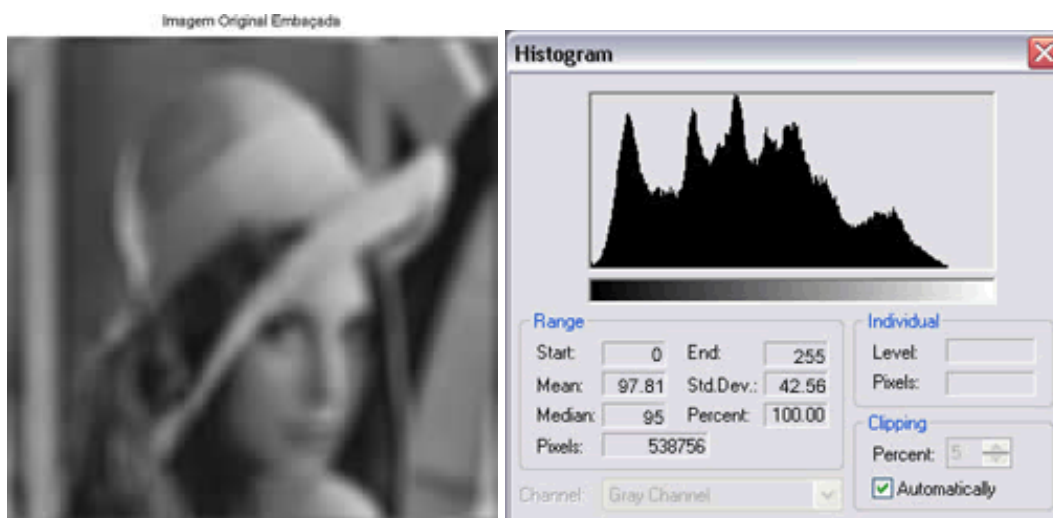 Imagem Original Embaçada
Histogram
Range
Start: 0 End: 255
Mean: 97.81 Std.Dev.: 42.56
Median: 95 Percent: 100.00
Pixels: 538756
Channel: Gray Channel
Individual
Level:
Pixels:
Clipping
Percent: 5
Automatically